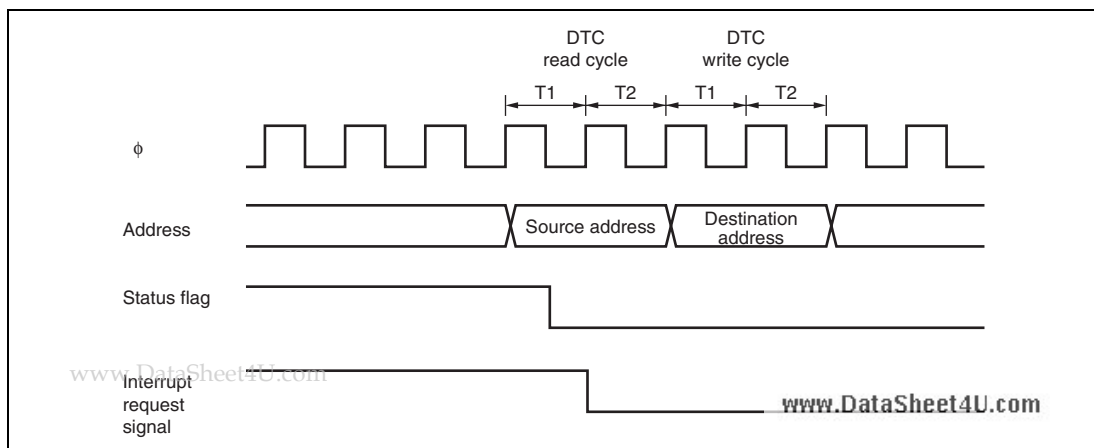 DTC
read cycle
DTC
write cycle
T1
T2
T1
T2
ϕ
Address
Source address
Destination
address
Status flag
www.DataSheet4U.com
Interrupt
request
signal
www.DataSheet4U.com